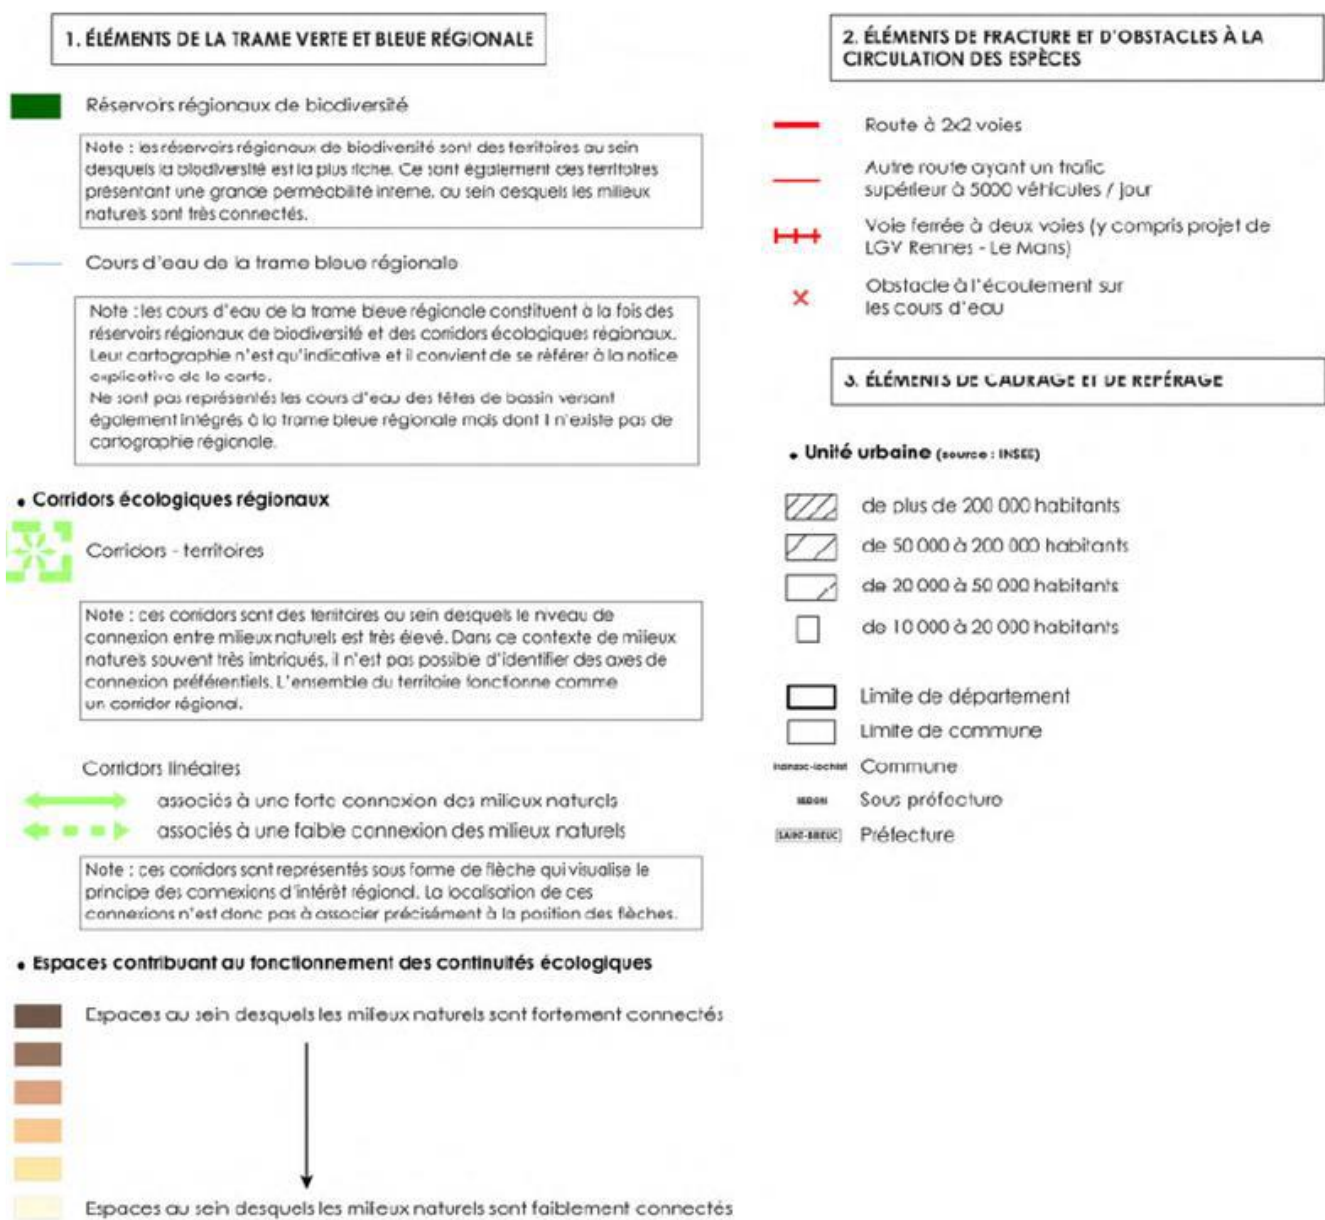 1. ÉLÉMENTS DE LA TRAME VERTE ET BLEUE RÉGIONALE
Réservoirs régionaux de biodiversité
Note : les réservoirs régionaux de biodiversité sont des territoires au sein
desquels la biodiversité est la plus riche. Ce sont également des territoires
présentant une grande perméabilité interne, au sein desquels les milieux
naturels sont très connectés.
Cours d'eau de la trame bleue régionale
Note : les cours d'eau de la trame bleue régionale constituent à la fois des
réservoirs régionaux de biodiversité et des corridors écologiques régionaux.
Leur cartographie n'est qu'indicative et il convient de se référer à la notice
explicative de la carte.
Ne sont pas représentés les cours d'eau des têtes de bassin versant
également intégrés à la trame bleue régionale mais dont il n'existe pas de
cartographie régionale.
• Corridors écologiques régionaux
Corridors - territoires
Note : ces corridors sont des territoires au sein desquels le niveau de
connexion entre milieux naturels est très élevé. Dans ce contexte de milieux
naturels souvent très imbriqués, il n'est pas possible d'identifier des axes de
connexion préférentiels. L'ensemble du territoire fonctionne comme
un corridor régional.
Corridors linéaires
associés à une forte connexion des milieux naturels
associés à une faible connexion des milieux naturels
Note : ces corridors sont représentés sous forme de flèche qui visualise le
principe des connexions d'intérêt régional. La localisation de ces
connexions n'est donc pas à associer précisément à la position des flèches.
• Espaces contribuant au fonctionnement des continuités écologiques
Espaces au sein desquels les milieux naturels sont fortement connectés
Espaces au sein desquels les milieux naturels sont faiblement connectés
2. ÉLÉMENTS DE FRACTURE ET D'OBSTACLES À LA
CIRCULATION DES ESPÈCES
Route à 2x2 voies
Autre route ayant un trafic
supérieur à 5000 véhicules / jour
Voie ferrée à deux voies (y compris projet de
LGV Rennes - Le Mans)
Obstacle à l'écoulement sur
les cours d'eau
3. ÉLÉMENTS DE CADRAGE ET DE REPÉRAGE
• Unité urbaine (source : INSEE)
de plus de 200 000 habitants
de 50 000 à 200 000 habitants
de 20 000 à 50 000 habitants
de 10 000 à 20 000 habitants
Limite de département
Limite de commune
Commune
REDON Sous préfecture
SAINT-BRIEUC Préfecture